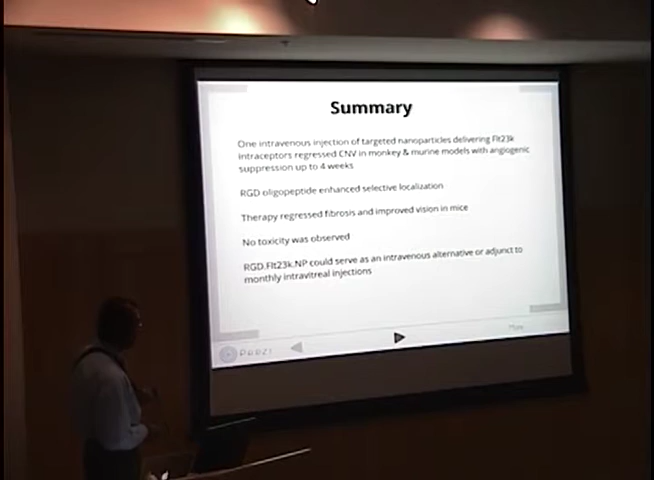 Summary
One intravenous injection of targeted nanoparticles delivering Flt23k
intraceptors regressed CNV in monkey & murine models with angiogenic
suppression up to 4 weeks
RGD oligopeptide enhanced selective localization
Therapy regressed fibrosis and improved vision in mice
No toxicity was observed
RGD.Flt23k.NP could serve as an intravenous alternative or adjunct to
monthly intravitreal injections
Prezi